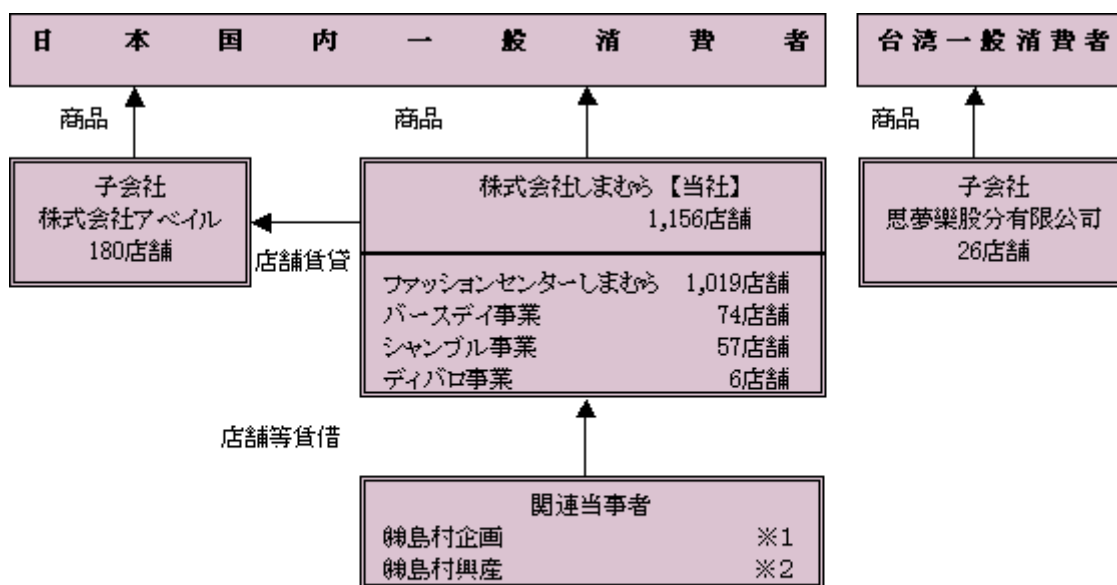 日本国内一般消費者
台湾一般消費者
商品
商品
商品
子会社
株式会社アベイル
180店舗
店舗賃貸
株式会社しまむら【当社】
1,156店舗
ファッションセンターしまむら 1,019店舗
バースデイ事業 74店舗
シャンブル事業 57店舗
ディバロ事業 6店舗
子会社
思夢樂股分有限公司
26店舗
店舗等賃借
関連当事者
㈱島村企画 ※1
㈱島村興産 ※2